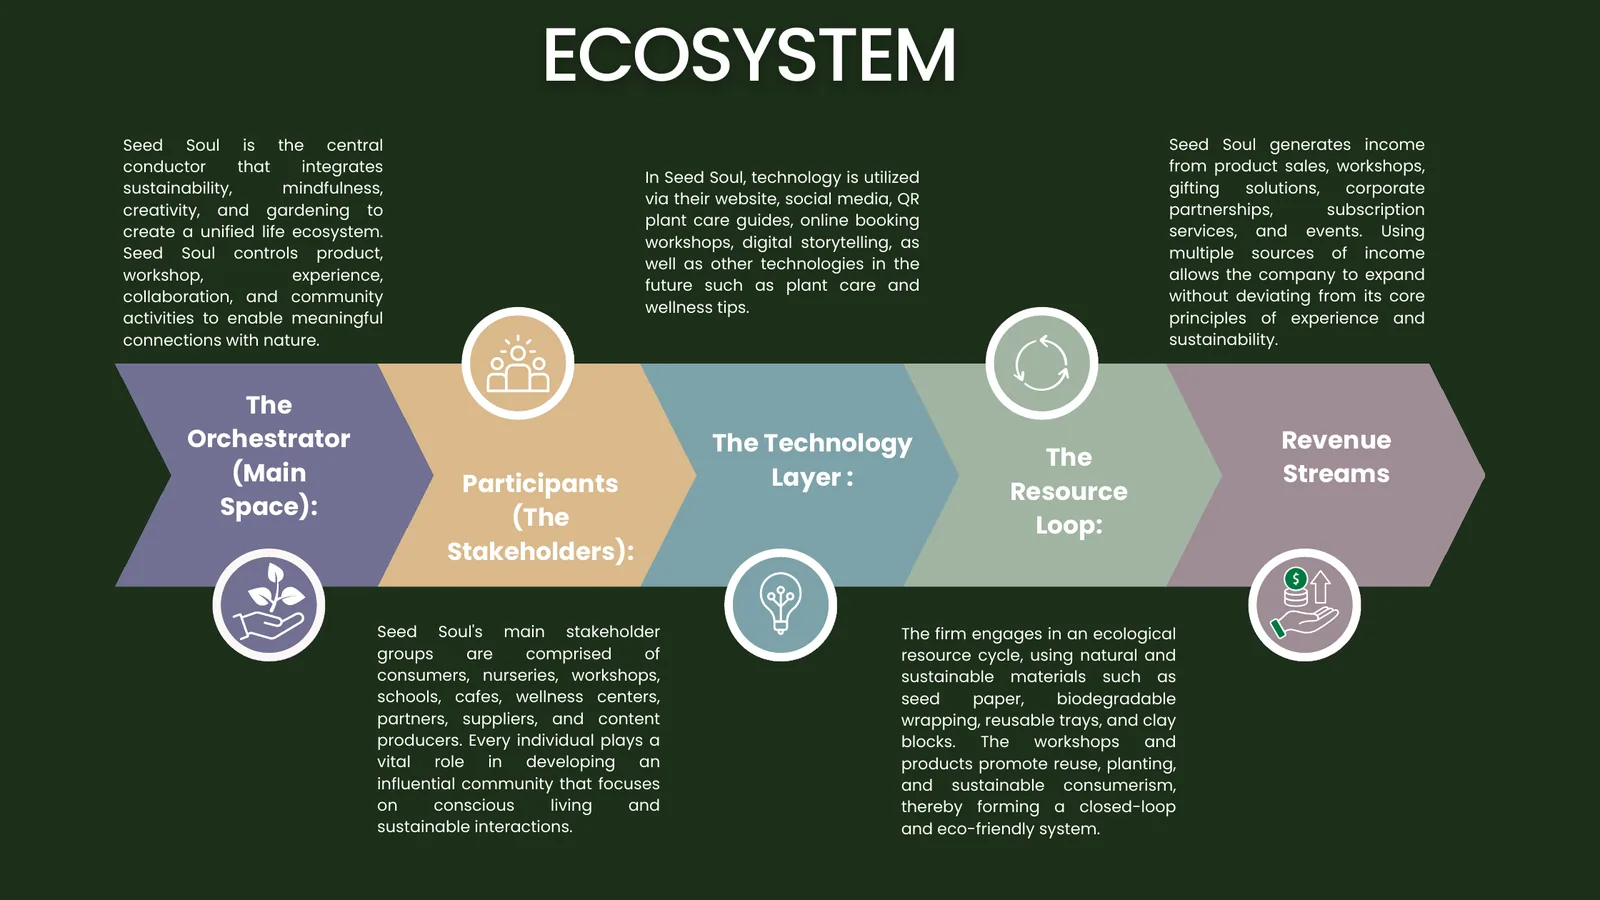 ECOSYSTEM
Seed Soul is the central
conductor that integrates
sustainability, mindfulness,
creativity, and gardening to
create a unified life ecosystem.
Seed Soul controls product,
workshop, experience,
collaboration, and community
activities to enable meaningful
connections with nature.
The
Orchestrator
(Main
Space):
Participants
(The
Stakeholders):
Seed Soul's main stakeholder
groups are comprised of
consumers, nurseries, workshops,
schools, cafes, wellness centers,
partners, suppliers, and content
producers. Every individual plays a
vital role in developing an
influential community that focuses
on conscious living and
sustainable interactions.
In Seed Soul, technology is utilized
via their website, social media, QR
plant care guides, online booking
workshops, digital storytelling, as
well as other technologies in the
future such as plant care and
wellness tips.
The Technology
Layer :
The
Resource
Loop:
The firm engages in an ecological
resource cycle, using natural and
sustainable materials such as
seed paper, biodegradable
wrapping, reusable trays, and clay
blocks. The workshops and
products promote reuse, planting,
and sustainable consumerism,
thereby forming a closed-loop
and eco-friendly system.
Seed Soul generates income
from product sales, workshops,
gifting solutions, corporate
partnerships, subscription
services, and events. Using
multiple sources of income
allows the company to expand
without deviating from its core
principles of experience and
sustainability.
Revenue
Streams
$